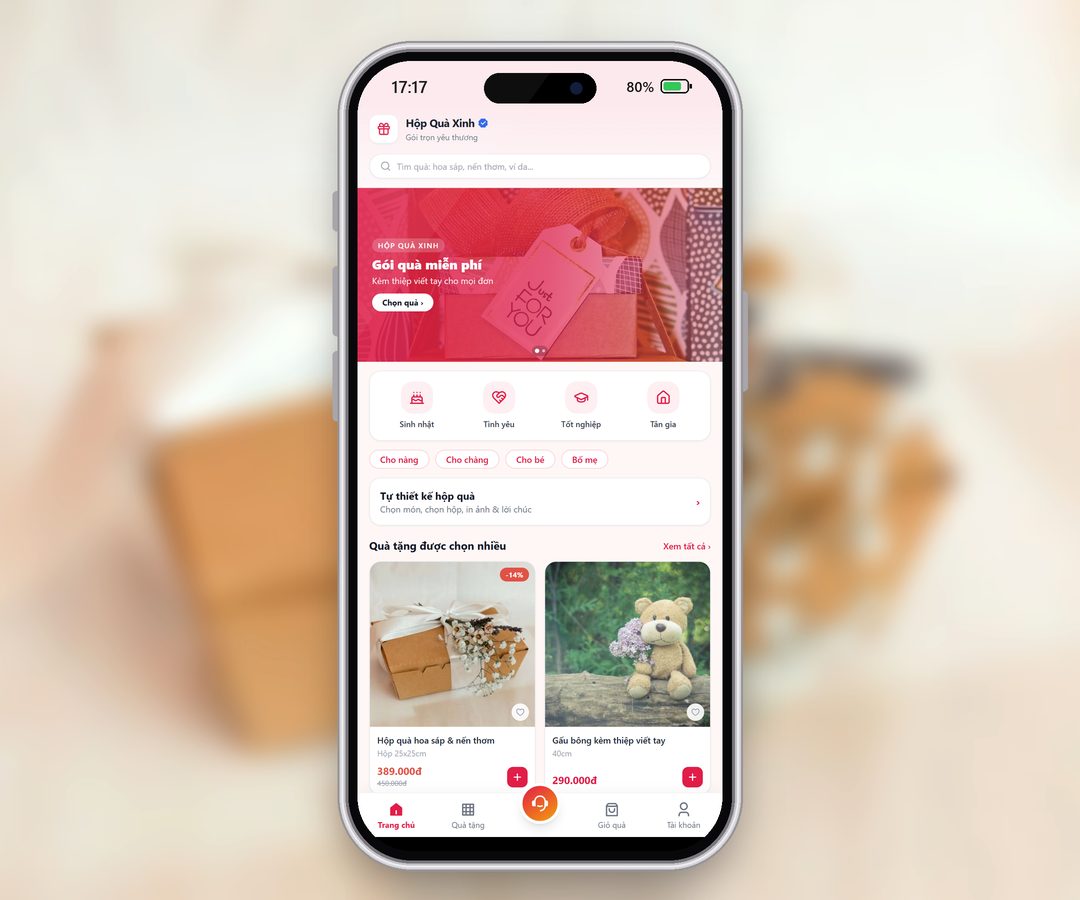 17:17
80%
Hộp Quà Xinh
Gói trọn yêu thương
Tìm quà: hoa sáp, nến thơm, ví da...
HỘP QUÀ XINH
Gói quà miễn phí
Kèm thiệp viết tay cho mọi đơn
Chọn quà ›
Just
FOR
YOU
Sinh nhật
Tình yêu
Tốt nghiệp
Tân gia
Cho nàng
Cho chàng
Cho bé
Bố mẹ
Tự thiết kế hộp quà
Chọn món, chọn hộp, in ảnh & lời chúc
›
Quà tặng được chọn nhiều
Xem tất cả ›
-14%
Hộp quà hoa sáp & nến thơm
Hộp 25x25cm
389.000đ
450.000đ
+
Gấu bông kèm thiệp viết tay
40cm
290.000đ
+
Trang chủ
Quà tặng
Giỏ quà
Tài khoản